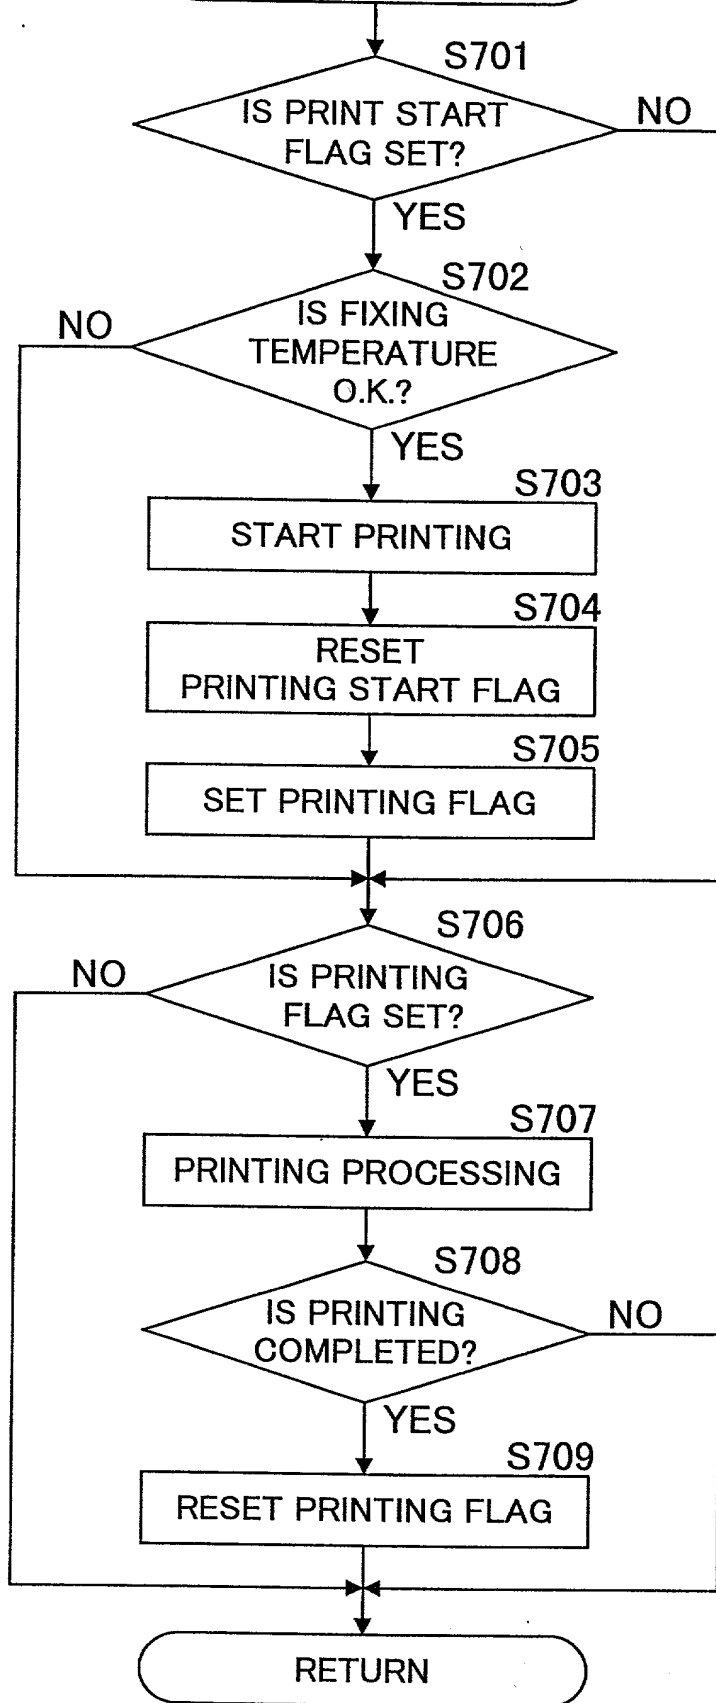 S701
IS PRINT START
FLAG SET?
NO
YES
S702
NO
IS FIXING
TEMPERATURE
O.K.?
YES
S703
START PRINTING
S704
RESET
PRINTING START FLAG
S705
SET PRINTING FLAG
S706
NO
IS PRINTING
FLAG SET?
YES
S707
PRINTING PROCESSING
S708
IS PRINTING
COMPLETED?
NO
YES
S709
RESET PRINTING FLAG
RETURN